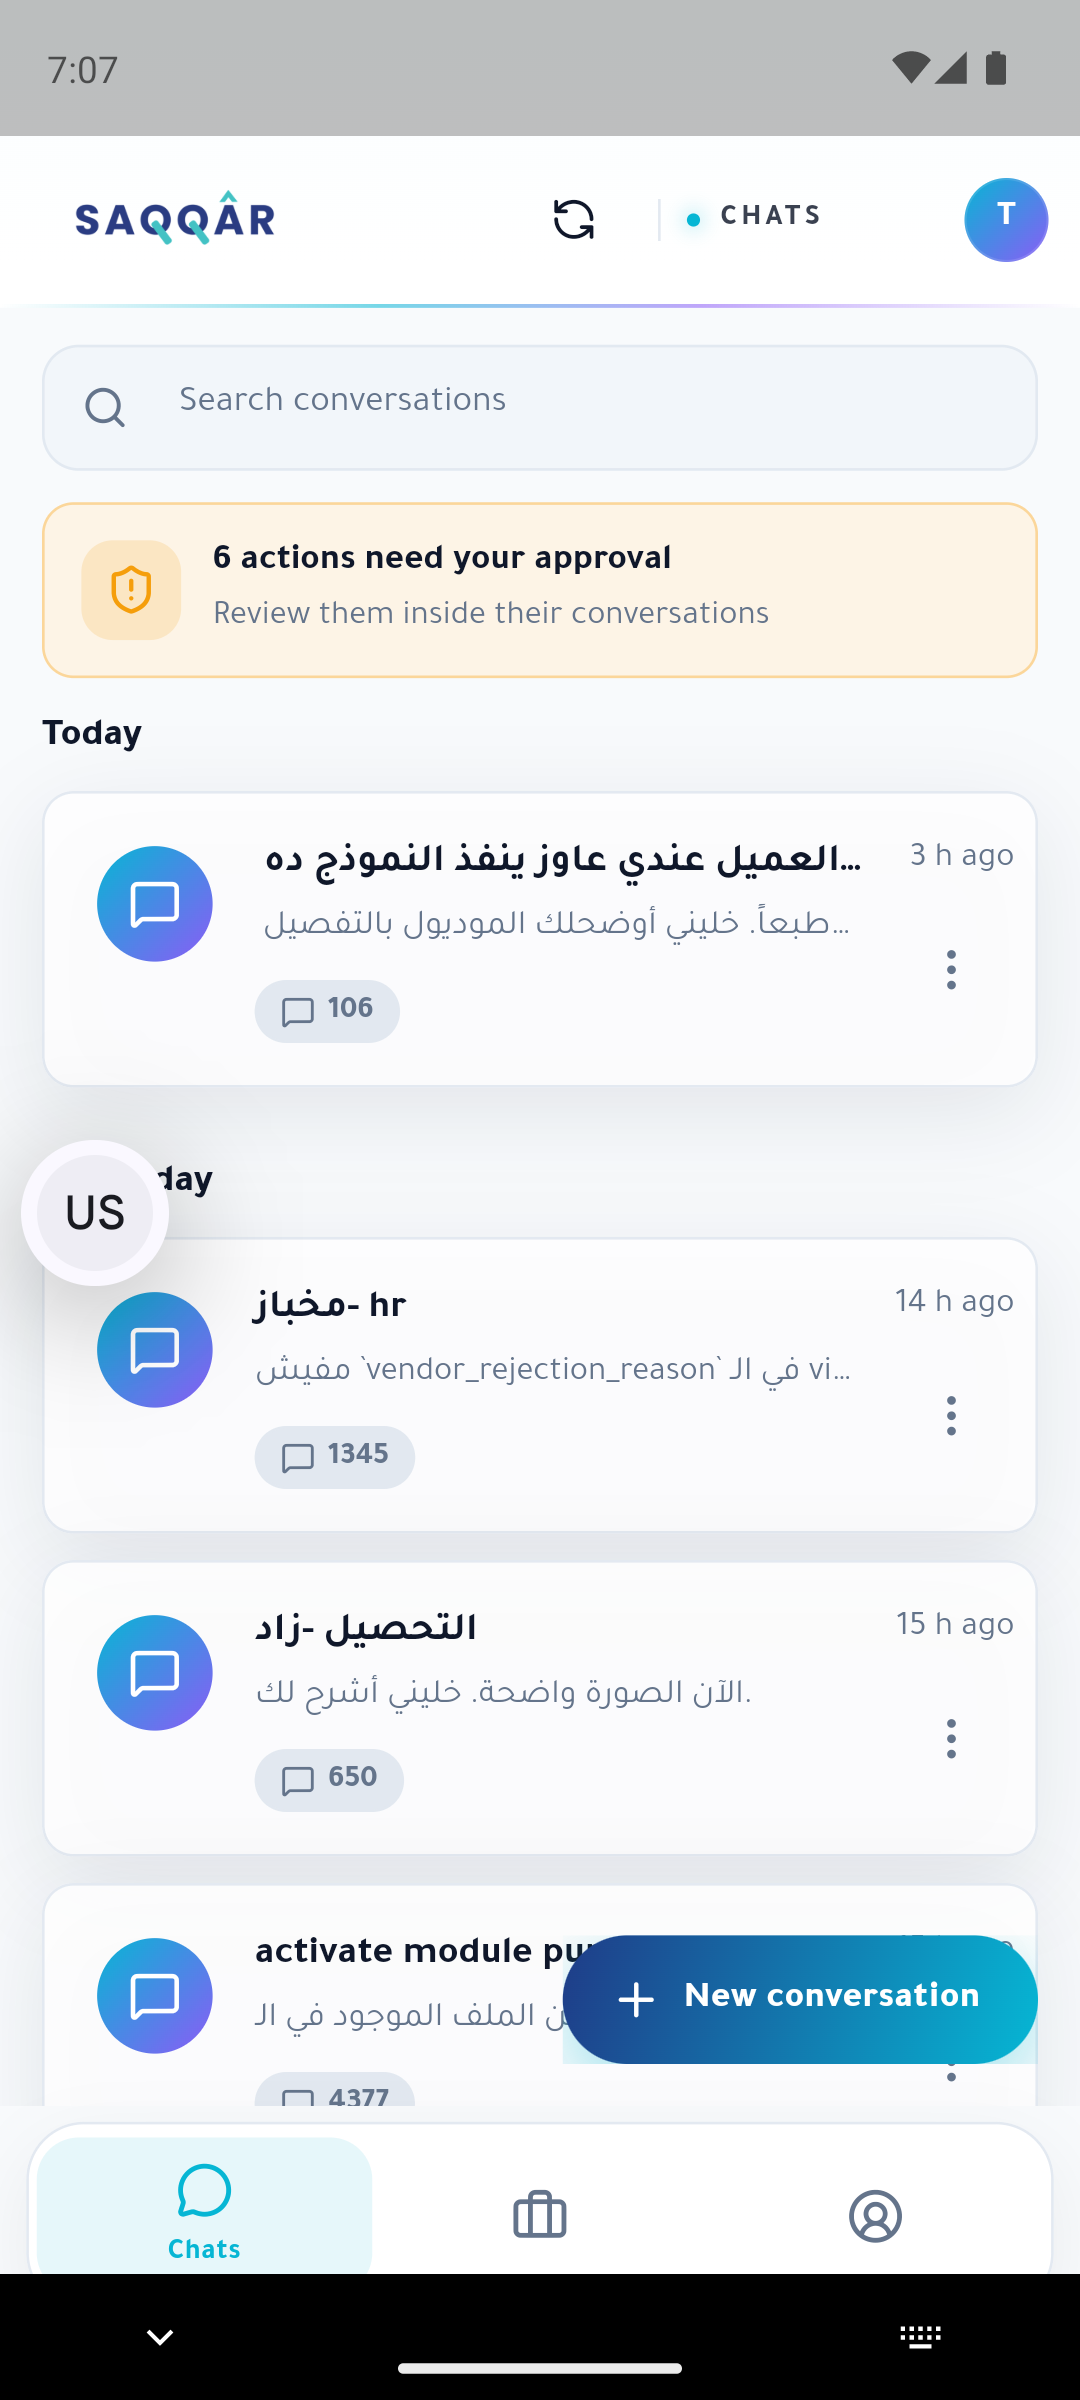 7:07
SAQQÂR
CHATS
T
Search conversations
6 actions need your approval
Review them inside their conversations
Today
العميل عندي عاوز ينفذ النموذج ده...
3 h ago
طبعاً. خليني أوضحلك الموديول بالتفصيل...
106
US
مخباز- hr
14 h ago
مفيش `vendor_rejection_reason` في الـ vi...
1345
التحصيل -زاد
15 h ago
الآن الصورة واضحة. خليني أشرح لك.
650
activate module
New conversation
الملف الموجود في الـ
4377
Chats